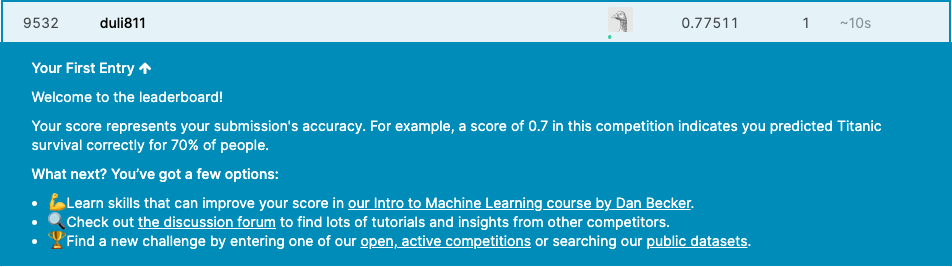 9532 duli811 0.77511 1 ~10s
Your First Entry ↑
Welcome to the leaderboard!
Your score represents your submission's accuracy. For example, a score of 0.7 in this competition indicates you predicted Titanic
survival correctly for 70% of people.
What next? You've got a few options:
• 💪Learn skills that can improve your score in our Intro to Machine Learning course by Dan Becker.
• 🔍Check out the discussion forum to find lots of tutorials and insights from other competitors.
• 🏆Find a new challenge by entering one of our open, active competitions or searching our public datasets.